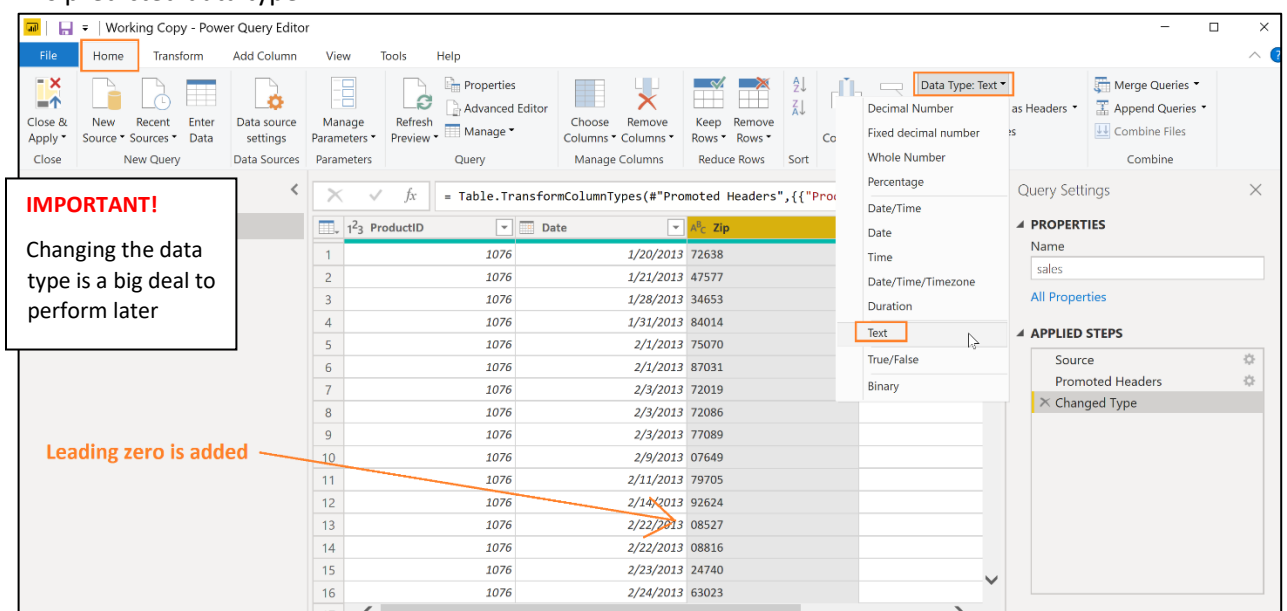 Working Copy - Power Query Editor
File Home Transform Add Column View Tools Help
Close & Apply
New Source
Recent Sources
Enter Data
Data source settings
Manage Parameters
Refresh Preview
Properties
Advanced Editor
Manage
Choose Columns
Remove Columns
Keep Rows
Remove Rows
Data Type: Text
as Headers
Merge Queries
Append Queries
Combine Files
Close New Query Data Sources Parameters Query Manage Columns Reduce Rows Sort Combine
Decimal Number
Fixed decimal number
Whole Number
Percentage
Date/Time
Date
Time
Date/Time/Timezone
Duration
Text
True/False
Binary
IMPORTANT!
Changing the data
type is a big deal to
perform later
Leading zero is added
fx = Table.TransformColumnTypes(#"Promoted Headers",{{"Pro
1²3 ProductID Date ABC Zip
1 1076 1/20/2013 72638
2 1076 1/21/2013 47577
3 1076 1/28/2013 34653
4 1076 1/31/2013 84014
5 1076 2/1/2013 75070
6 1076 2/1/2013 87031
7 1076 2/3/2013 72019
8 1076 2/3/2013 72086
9 1076 2/3/2013 77089
10 1076 2/9/2013 07649
11 1076 2/11/2013 79705
12 1076 2/14/2013 92624
13 1076 2/22/2013 08527
14 1076 2/22/2013 08816
15 1076 2/23/2013 24740
16 1076 2/24/2013 63023
Query Settings
PROPERTIES
Name
sales
All Properties
APPLIED STEPS
Source
Promoted Headers
Changed Type